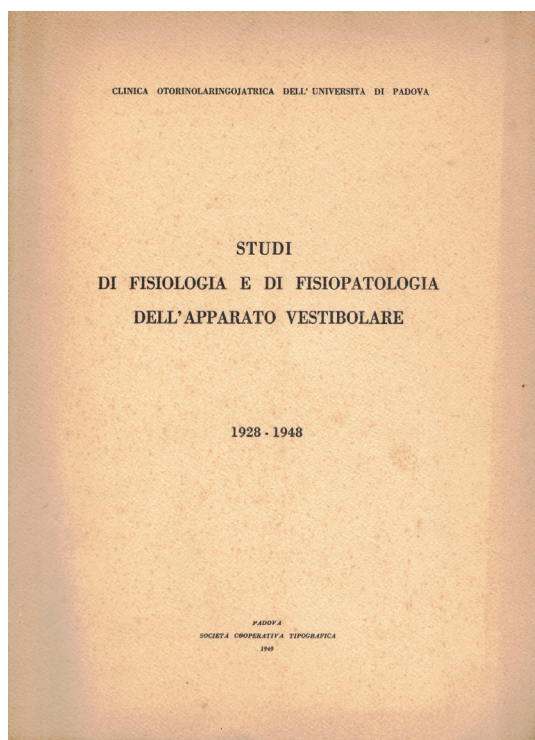 CLINICA OTORINOLARINGOJATRICA DELL' UNIVERSITÀ DI PADOVA
STUDI
DI FISIOLOGIA E DI FISIOPATOLOGIA
DELL'APPARATO VESTIBOLARE
1928 - 1948
PADOVA
SOCIETÀ COOPERATIVA TIPOGRAFICA
1949